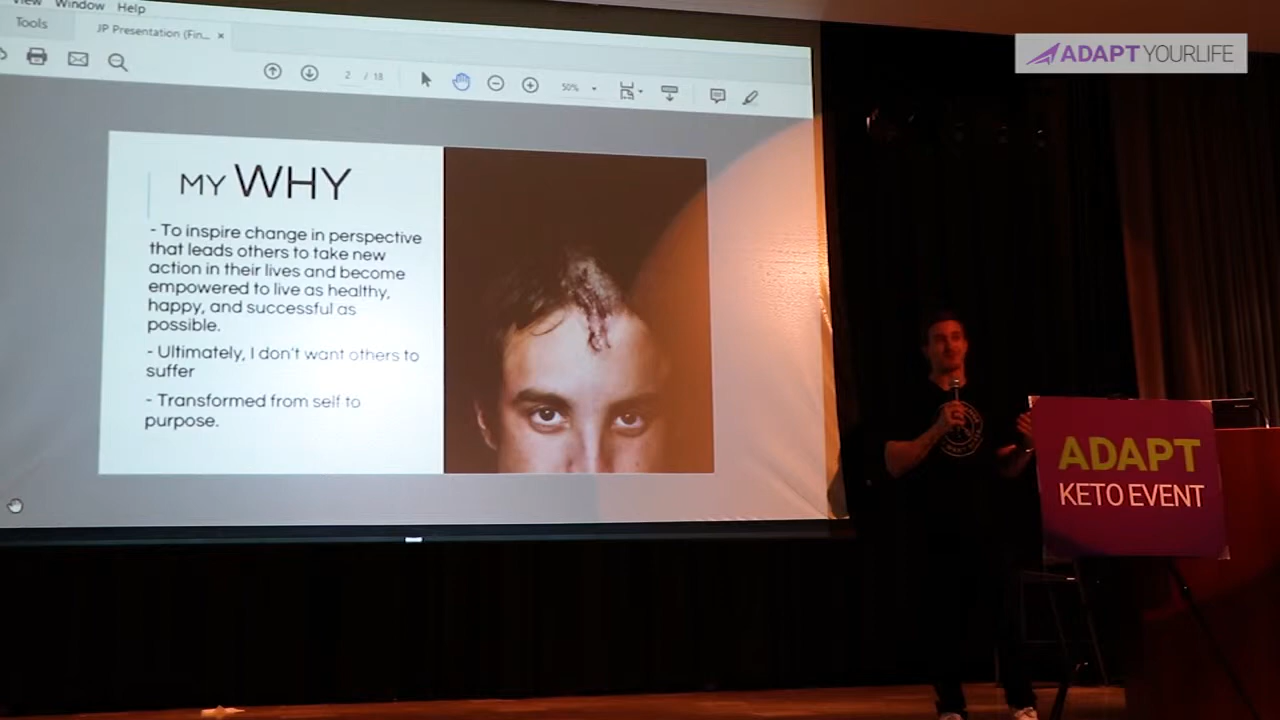 View Window Help
Tools
JP Presentation (Fin... ×
2 / 18
50%
ADAPT YOURLIFE
MY WHY
- To inspire change in perspective
that leads others to take new
action in their lives and become
empowered to live as healthy,
happy, and successful as
possible.
- Ultimately, I don't want others to
suffer
- Transformed from self to
purpose.
ADAPT
KETO EVENT